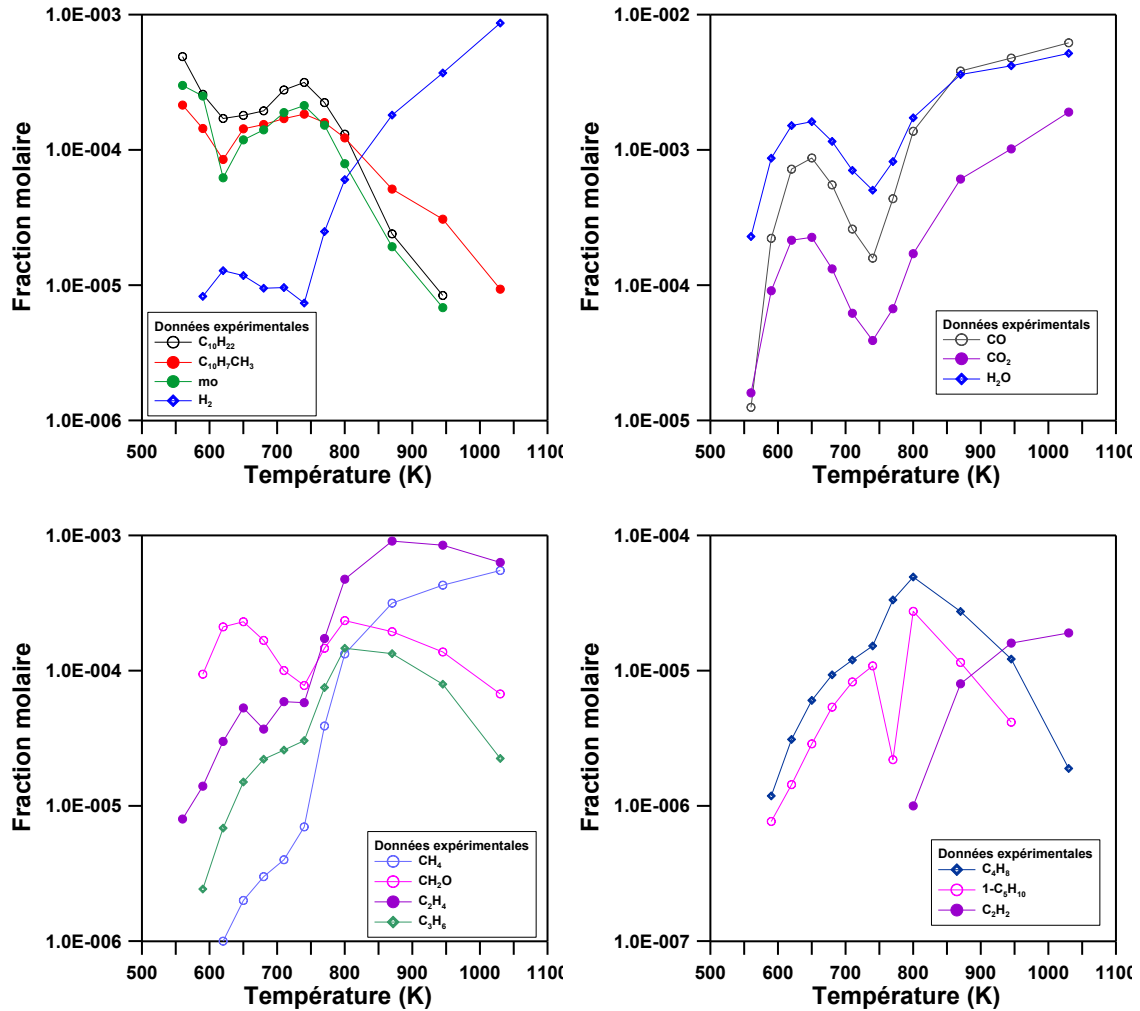 1.0E-003
1.0E-004
1.0E-005
1.0E-006
Fraction molaire
Données expérimentales
C10H22
C10H7CH3
mo
H2
500 600 700 800 900 1000 1100
Température (K)
1.0E-002
1.0E-003
1.0E-004
1.0E-005
Fraction molaire
Données expérimentals
CO
CO2
H2O
500 600 700 800 900 1000 110
Température (K)
1.0E-003
1.0E-004
1.0E-005
1.0E-006
Fraction molaire
Données expérimentales
CH4
CH2O
C2H4
C3H6
500 600 700 800 900 1000 1100
Température (K)
1.0E-004
1.0E-005
1.0E-006
1.0E-007
Fraction molaire
Données expérimentales
C4H8
1-C5H10
C2H2
500 600 700 800 900 1000 110
Température (K)